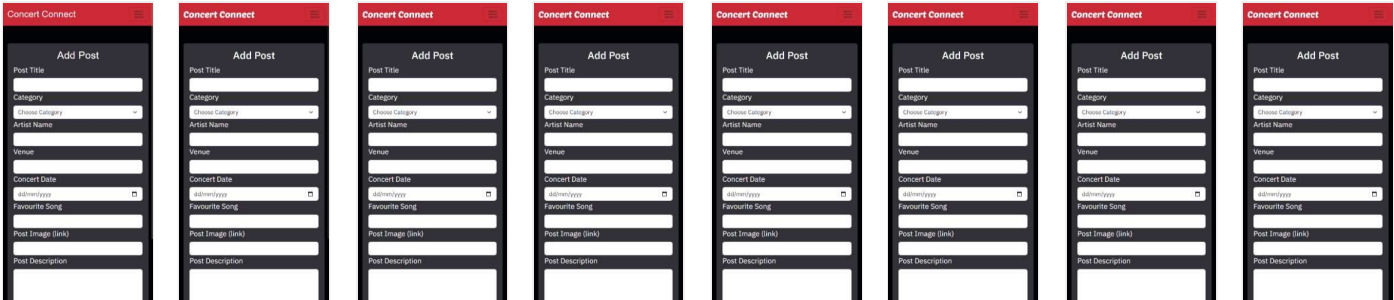 Concert Connect
Add Post
Post Title
Category
Choose Category
Artist Name
Venue
Concert Date
dd/mm/yyyy
Favourite Song
Post Image (link)
Post Description
Concert Connect
Add Post
Post Title
Category
Choose Category
Artist Name
Venue
Concert Date
dd/mm/yyyy
Favourite Song
Post Image (link)
Post Description
Concert Connect
Add Post
Post Title
Category
Choose Category
Artist Name
Venue
Concert Date
dd/mm/yyyy
Favourite Song
Post Image (link)
Post Description
Concert Connect
Add Post
Post Title
Category
Choose Category
Artist Name
Venue
Concert Date
dd/mm/yyyy
Favourite Song
Post Image (link)
Post Description
Concert Connect
Add Post
Post Title
Category
Choose Category
Artist Name
Venue
Concert Date
dd/mm/yyyy
Favourite Song
Post Image (link)
Post Description
Concert Connect
Add Post
Post Title
Category
Choose Category
Artist Name
Venue
Concert Date
dd/mm/yyyy
Favourite Song
Post Image (link)
Post Description
Concert Connect
Add Post
Post Title
Category
Choose Category
Artist Name
Venue
Concert Date
dd/mm/yyyy
Favourite Song
Post Image (link)
Post Description
Concert Connect
Add Post
Post Title
Category
Choose Category
Artist Name
Venue
Concert Date
dd/mm/yyyy
Favourite Song
Post Image (link)
Post Description